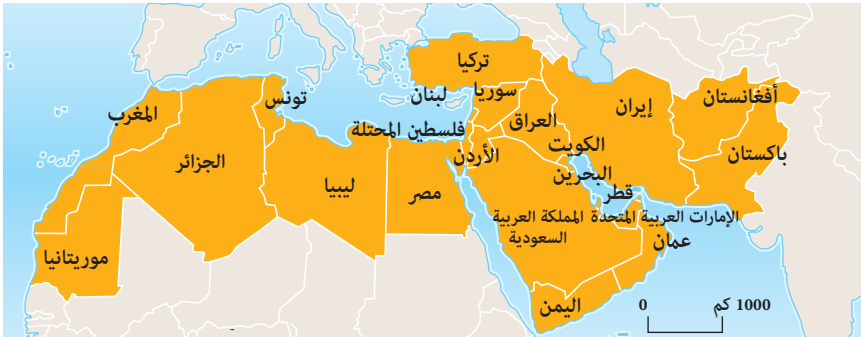 تركيا
أفغانستان
إيران
سوريا
لبنان
تونس
المغرب
العراق
فلسطين المحتلة
الكويت
باكستان
الأردن
الجزائر
البحرين
ليبيا
مصر
قطر
الإمارات العربية المتحدة
المملكة العربية
السعودية
عمان
موريتانيا
اليمن
0
1000 كم